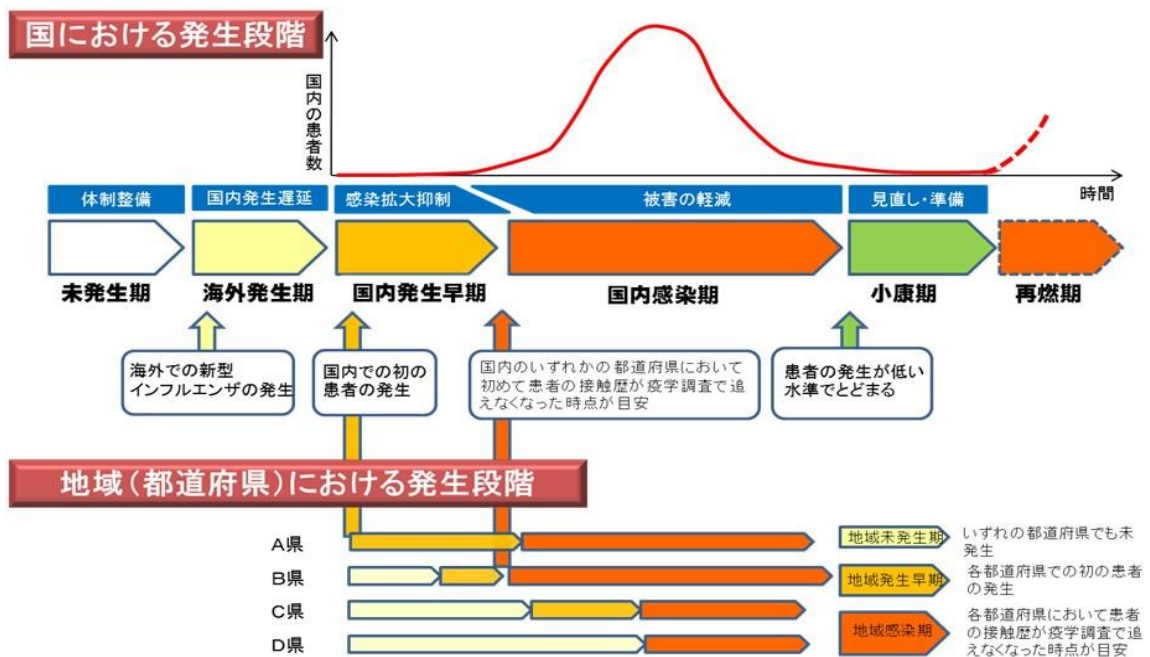 国における発生段階
国内の患者数
時間
体制整備
国内発生遅延
感染拡大抑制
被害の軽減
見直し・準備
未発生期
海外発生期
国内発生早期
国内感染期
小康期
再燃期
海外での新型
インフルエンザの発生
国内での初の
患者の発生
国内のいずれかの都道府県において
初めて患者の接触歴が疫学調査で追
えなくなった時点が目安
患者の発生が低い
水準でとどまる
地域（都道府県）における発生段階
A県
B県
C県
D県
地域未発生期
いずれの都道府県でも未
発生
地域発生早期
各都道府県での初の患者
の発生
地域感染期
各都道府県において患者
の接触歴が疫学調査で追
えなくなった時点が目安